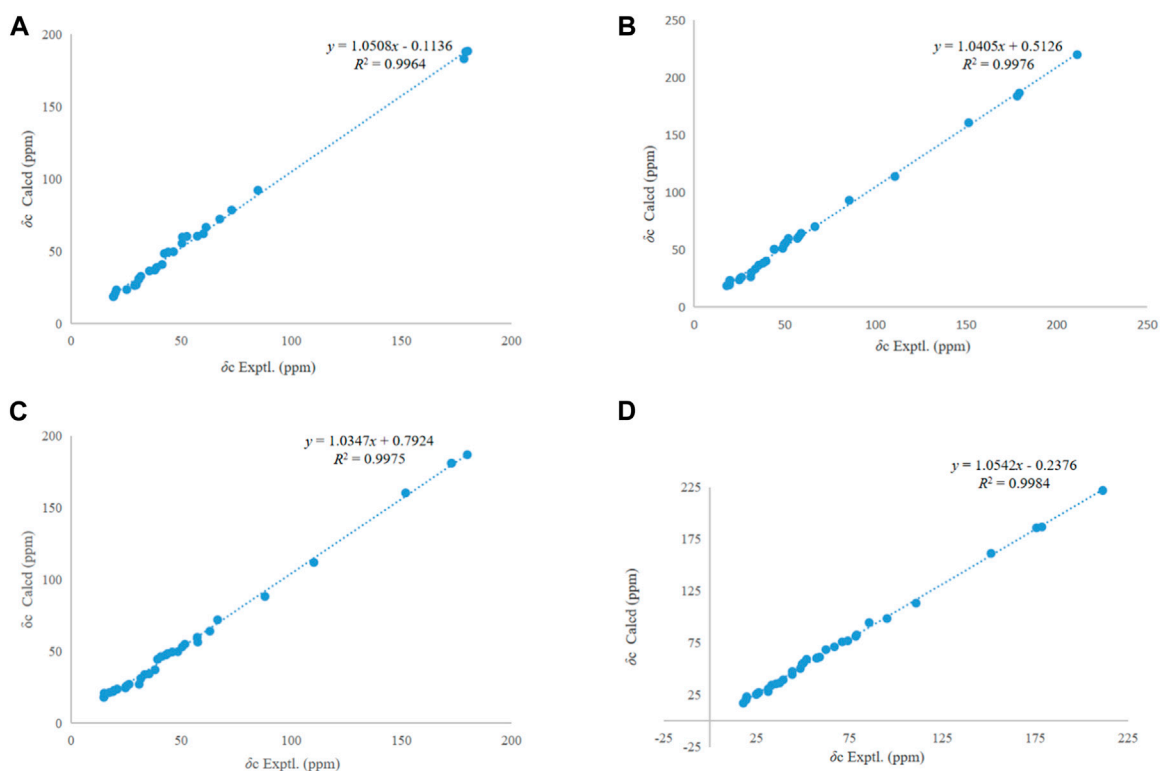 A
y = 1.0508x - 0.1136
R² = 0.9964
200
150
100
50
0
0 50 100 150 200
δc Calcd (ppm)
δc Exptl. (ppm)
B
y = 1.0405x + 0.5126
R² = 0.9976
250
200
150
100
50
0
0 50 100 150 200 250
δc Calcd (ppm)
δc Exptl. (ppm)
C
y = 1.0347x + 0.7924
R² = 0.9975
200
150
100
50
0
0 50 100 150 200
δc Calcd (ppm)
δc Exptl. (ppm)
D
y = 1.0542x - 0.2376
R² = 0.9984
225
175
125
75
25
-25
-25 25 75 125 175 225
δc Calcd (ppm)
δc Exptl. (ppm)